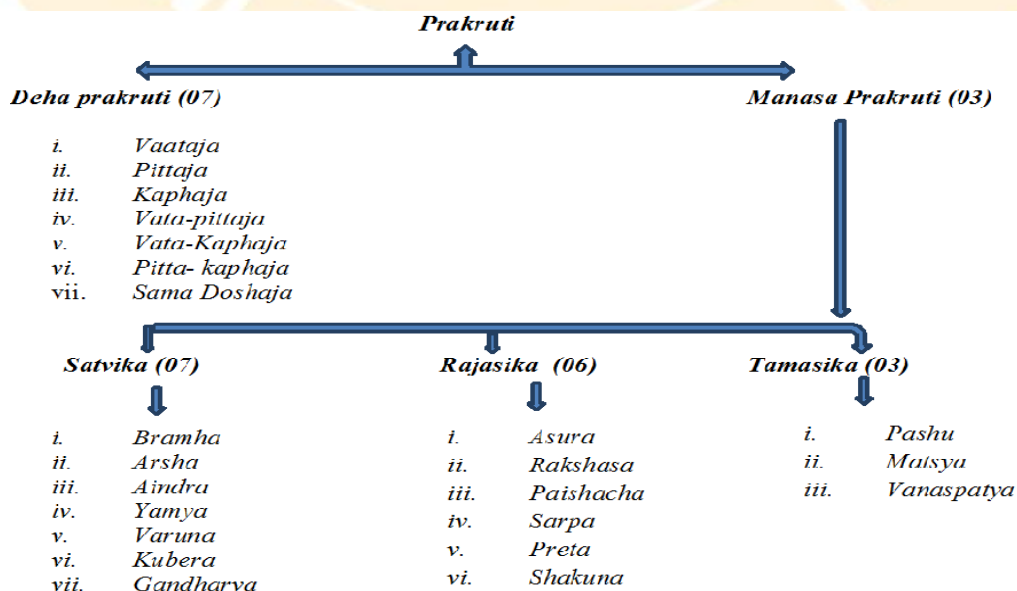 Prakruti
Deha prakruti (07)
Manasa Prakruti (03)
i. Vaataja
ii. Pittaja
iii. Kaphaja
iv. Vata-pittaja
v. Vata-Kaphaja
vi. Pitta- kaphaja
vii. Sama Doshaja
Satvika (07)
Rajasika (06)
Tamasika (03)
i. Bramha
ii. Arsha
iii. Aindra
iv. Yamya
v. Varuna
vi. Kubera
vii. Gandharva
i. Asura
ii. Rakshasa
iii. Paishacha
iv. Sarpa
v. Preta
vi. Shakuna
i. Pashu
ii. Matsya
iii. Vanaspatya